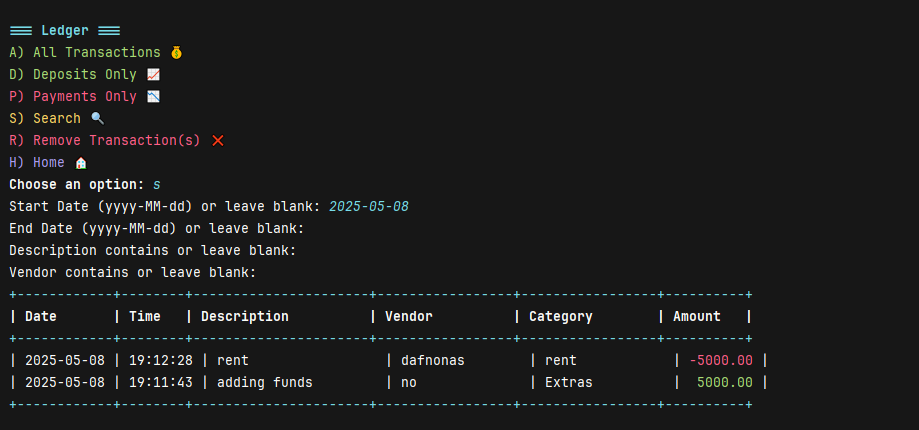 === Ledger ===
A) All Transactions 💰
D) Deposits Only 📈
P) Payments Only 📉
S) Search 🔍
R) Remove Transaction(s) ❌
H) Home 🏠
Choose an option: s
Start Date (yyyy-MM-dd) or leave blank: 2025-05-08
End Date (yyyy-MM-dd) or leave blank:
Description contains or leave blank:
Vendor contains or leave blank:
+------------+--------+----------------------+-----------------+-----------------+----------+
| Date       | Time   | Description          | Vendor          | Category        | Amount   |
+------------+--------+----------------------+-----------------+-----------------+----------+
| 2025-05-08 | 19:12:28 | rent                 | dafnonas        | rent            | -5000.00 |
| 2025-05-08 | 19:11:43 | adding funds         | no              | Extras          |  5000.00 |
+------------+--------+----------------------+-----------------+-----------------+----------+